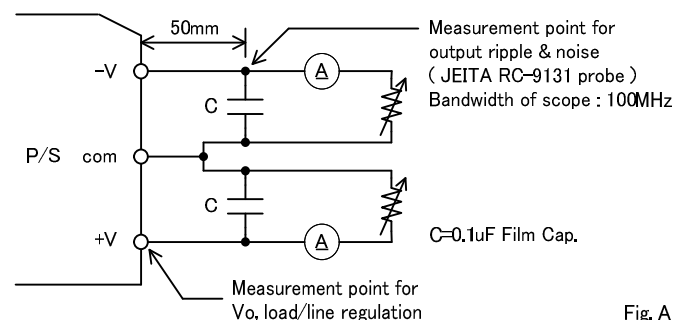 50mm
Measurement point for
output ripple & noise
( JEITA RC-9131 probe )
Bandwidth of scope : 100MHz
-V
A
C
P/S com
C
+V
A
C=0.1uF Film Cap.
Measurement point for
Vo, load/line regulation
Fig. A